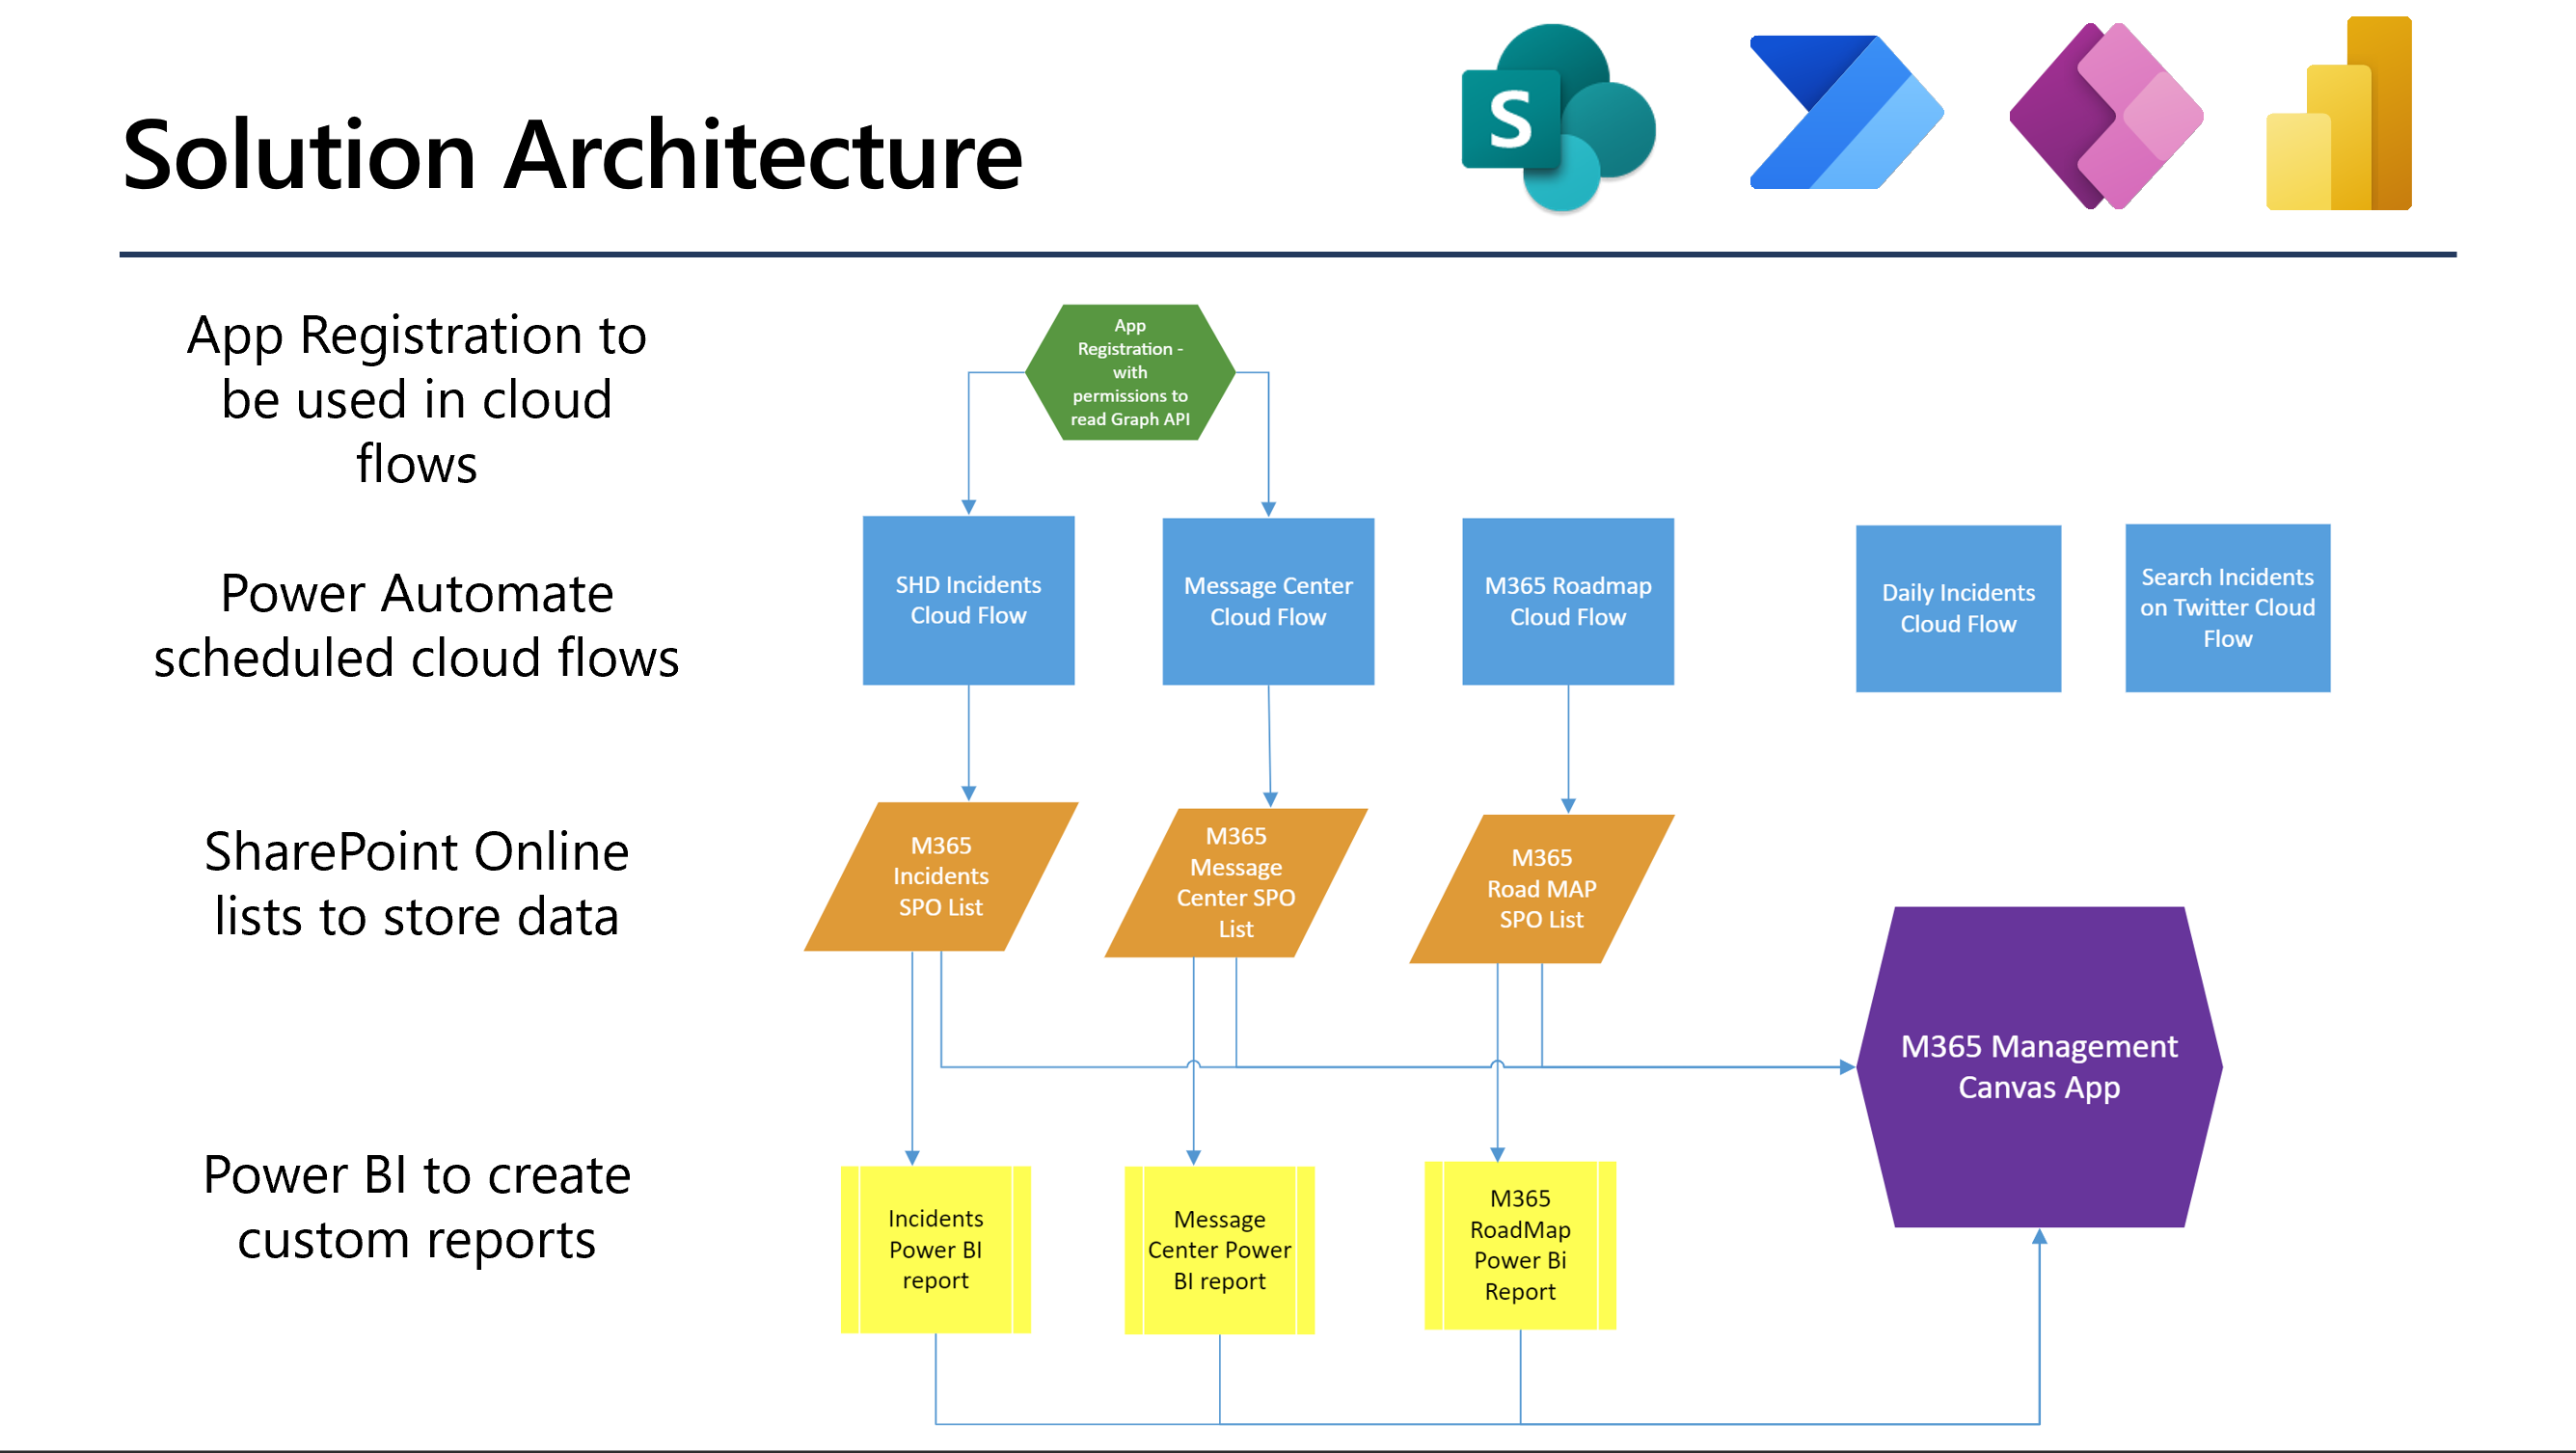 S
Solution Architecture
App Registration to
be used in cloud
flows
App
Registration -
with
permissions to
read Graph API
Power Automate
scheduled cloud flows
SHD Incidents
Cloud Flow
Message Center
Cloud Flow
M365 Roadmap
Cloud Flow
Daily Incidents
Cloud Flow
Search Incidents
on Twitter Cloud
Flow
SharePoint Online
lists to store data
M365
Incidents
SPO List
M365
Message
Center SPO
List
M365
Road MAP
SPO List
M365 Management
Canvas App
Power BI to create
custom reports
Incidents
Power BI
report
Message
Center Power
BI report
M365
RoadMap
Power Bi
Report